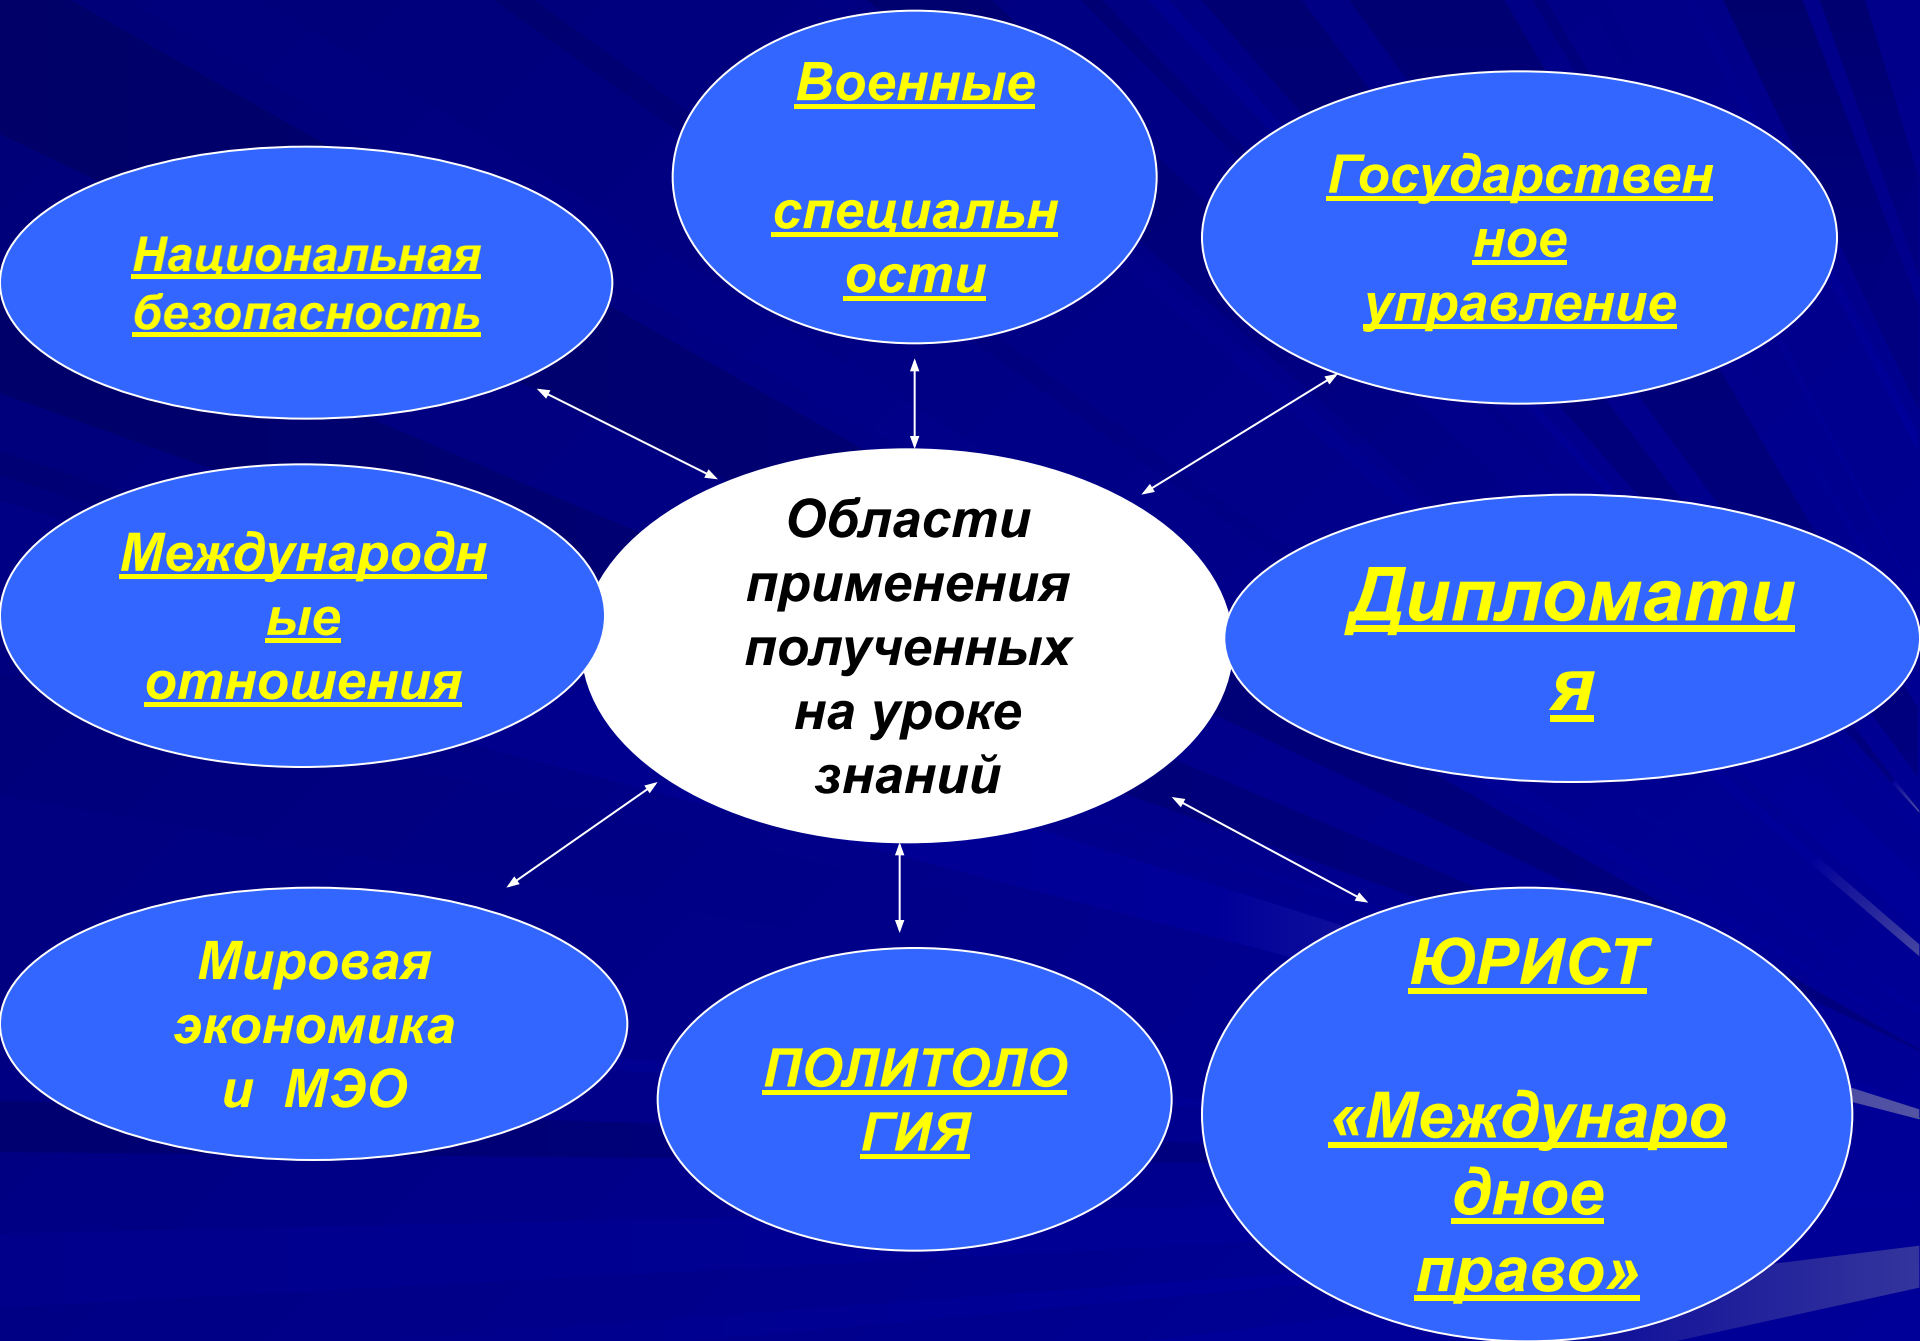 Военные
специальн
ости
Государствен
ное
управление
Национальная
безопасность
Международн
ые
отношения
Области
применения
полученных
на уроке
знаний
Дипломати
я
Мировая
экономика
и МЭО
ПОЛИТОЛО
ГИЯ
ЮРИСТ
«Междунаро
дное
право»